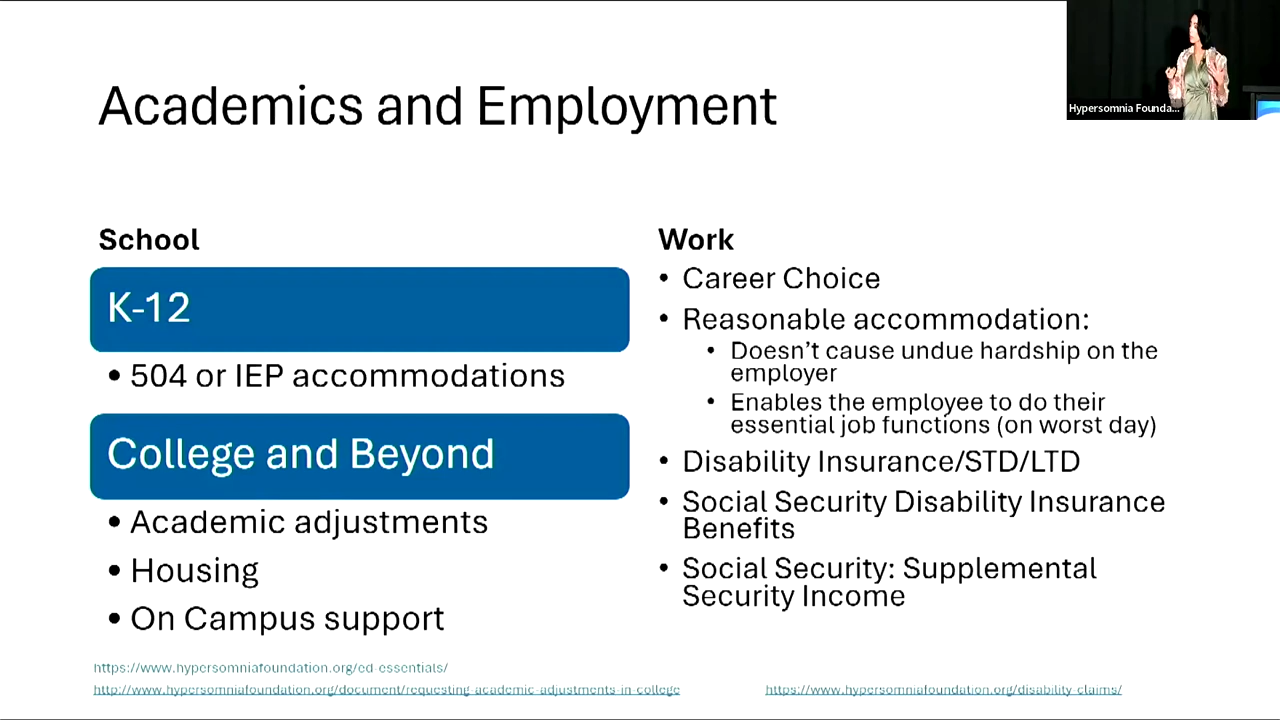 Academics and Employment
Hypersomnia Founda...
School
K-12
• 504 or IEP accommodations
College and Beyond
• Academic adjustments
• Housing
• On Campus support
Work
• Career Choice
• Reasonable accommodation:
• Doesn’t cause undue hardship on the
employer
• Enables the employee to do their
essential job functions (on worst day)
• Disability Insurance/STD/LTD
• Social Security Disability Insurance
Benefits
• Social Security: Supplemental
Security Income
https://www.hypersomniafoundation.org/ed-essentials/
http://www.hypersomniafoundation.org/document/requesting-academic-adjustments-in-college
https://www.hypersomniafoundation.org/disability-claims/